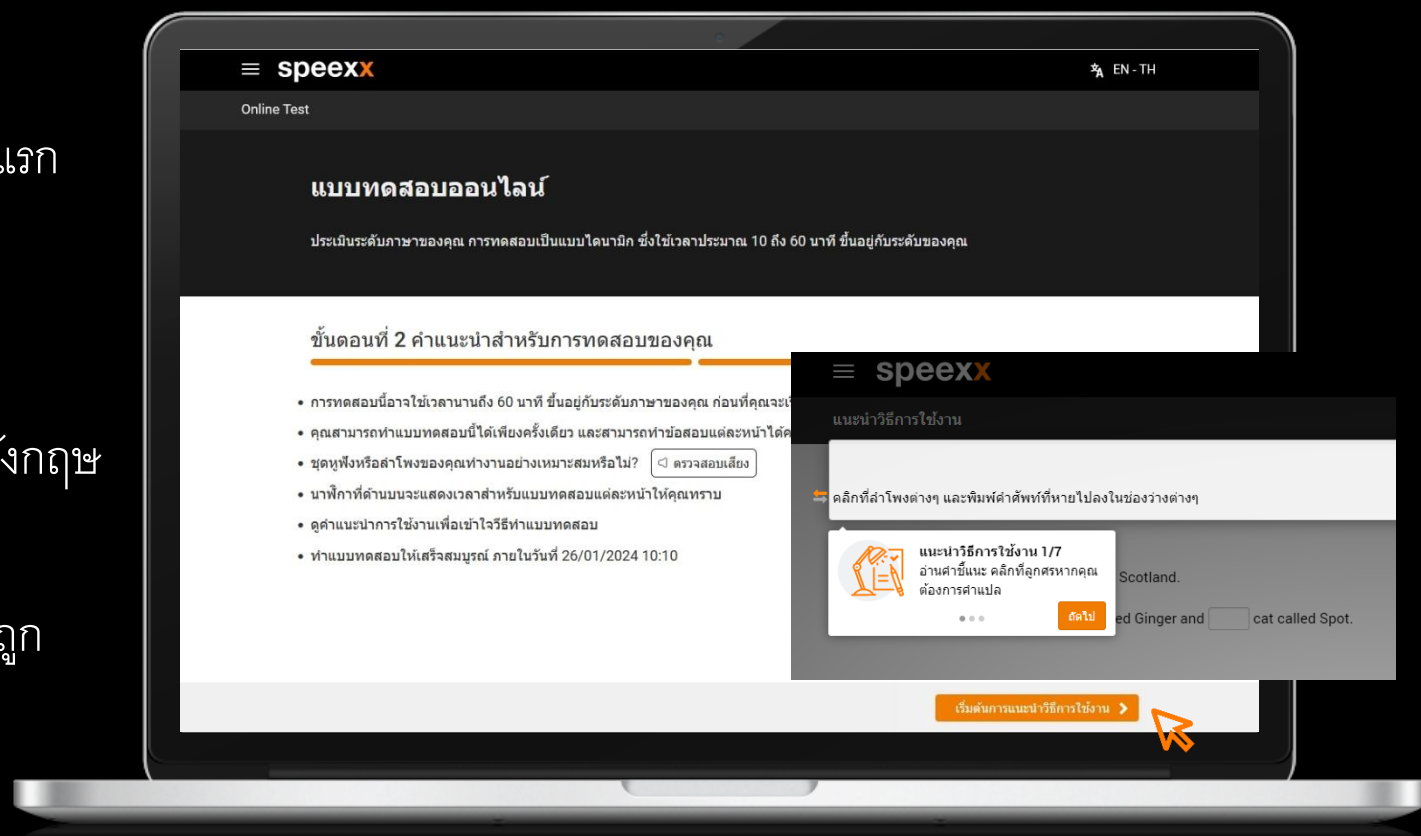 แรก
ังกฤษ
ถูก
speexx
EN - TH
Online Test
แบบทดสอบออนไลน์
ประเมินระดับภาษาของคุณ การทดสอบเป็นแบบไดนามิก ซึ่งใช้เวลาประมาณ 10 ถึง 60 นาที ขึ้นอยู่กับระดับของคุณ
ขั้นตอนที่ 2 คำแนะนำสำหรับการทดสอบของคุณ
• การทดสอบนี้อาจใช้เวลานานถึง 60 นาที ขึ้นอยู่กับระดับภาษาของคุณ ก่อนที่คุณจะเ
• คุณสามารถทำแบบทดสอบนี้ได้เพียงครั้งเดียว และสามารถทำข้อสอบแต่ละหน้าได้ค
• ชุดหูฟังหรือลำโพงของคุณทำงานอย่างเหมาะสมหรือไม่? ตรวจสอบเสียง
• นาฬิกาที่ด้านบนจะแสดงเวลาสำหรับแบบทดสอบแต่ละหน้าให้คุณทราบ
• ดูคำแนะนำการใช้งานเพื่อเข้าใจวิธีทำแบบทดสอบ
• ทำแบบทดสอบให้เสร็จสมบูรณ์ ภายในวันที่ 26/01/2024 10:10
เริ่มต้นการแนะนำวิธีการใช้งาน
speexx
แนะนำวิธีการใช้งาน
คลิกที่ลำโพงต่างๆ และพิมพ์คำศัพท์ที่หายไปลงในช่องว่างต่างๆ
แนะนำวิธีการใช้งาน 1/7
อ่านคำชี้แนะ คลิกที่ลูกศรหากคุณ
ต้องการคำแปล
ถัดไป
Scotland.
ed Ginger and cat called Spot.